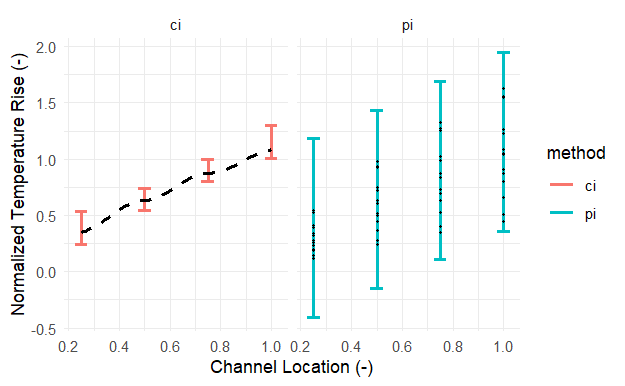 ci pi
2.0
1.5
1.0
0.5
0.0
-0.5
Normalized Temperature Rise (-)
0.2 0.4 0.6 0.8 1.0 0.2 0.4 0.6 0.8 1.0
Channel Location (-)
method
ci
pi